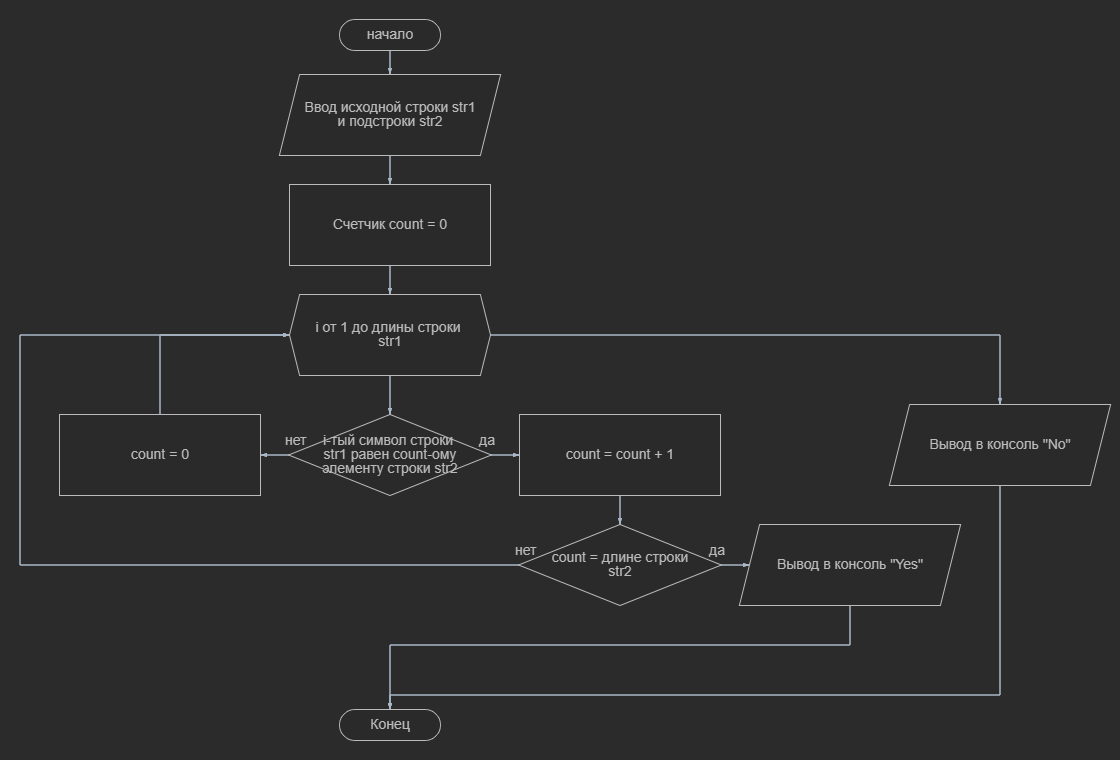 начало
Ввод исходной строки str1
и подстроки str2
Счетчик count = 0
i от 1 до длины строки
str1
count = 0
нет
i-тый символ строки
str1 равен count-ому
элементу строки str2
да
count = count + 1
Вывод в консоль "No"
нет
count = длине строки
str2
да
Вывод в консоль "Yes"
Конец